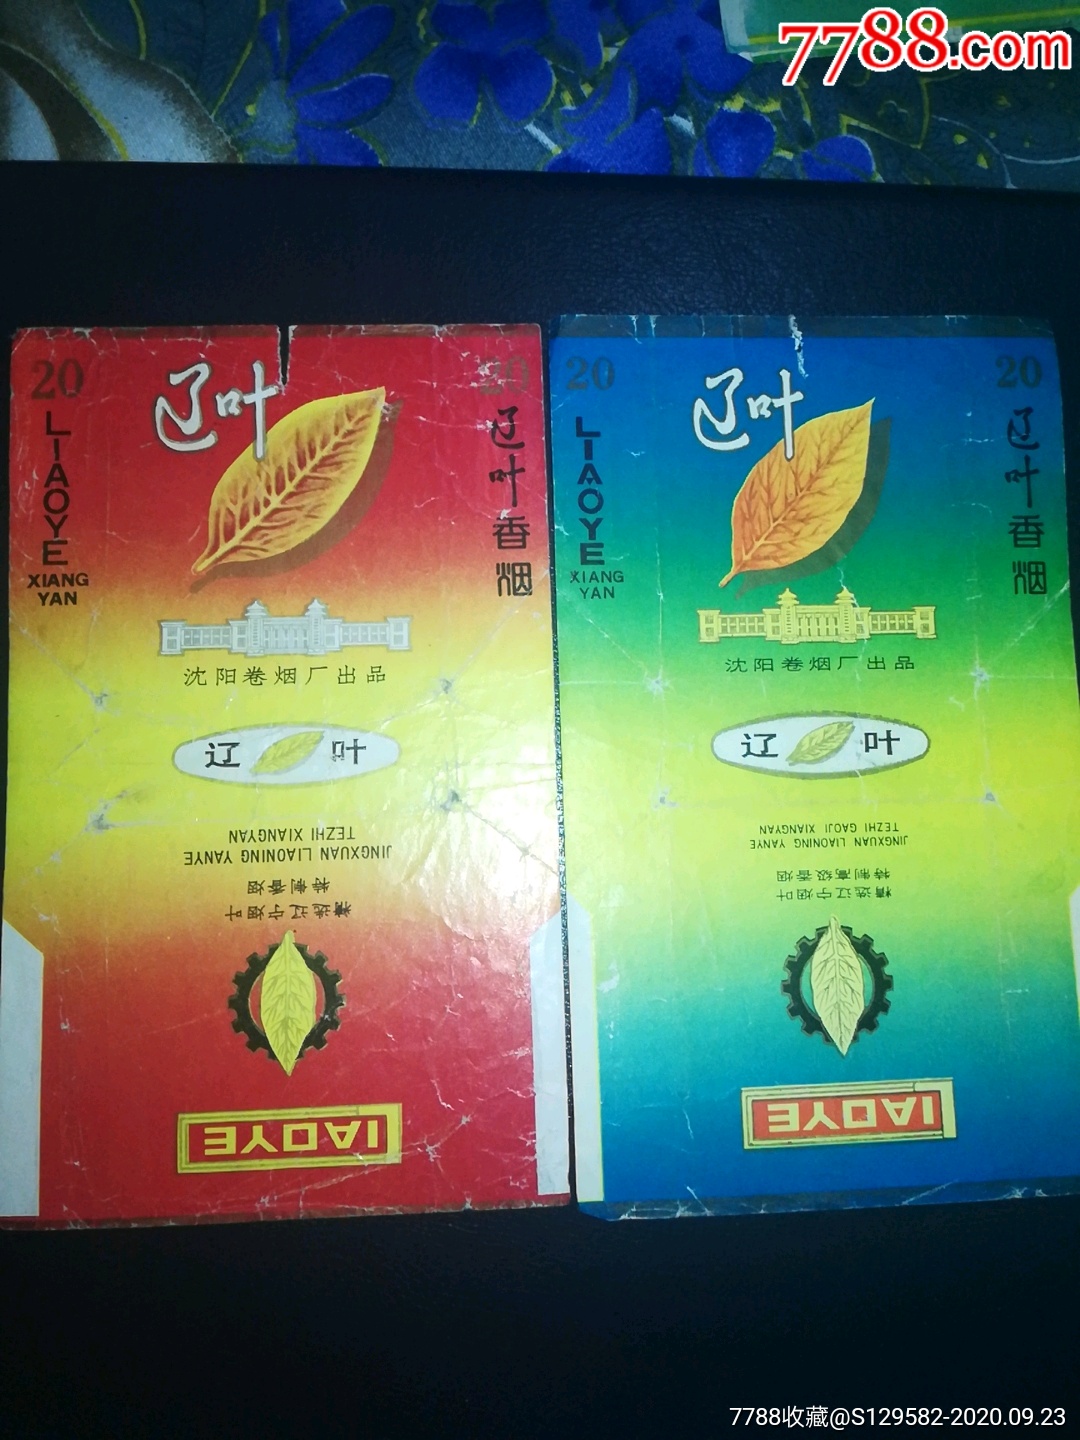 7788.com
20
LIAOYE
XIANG
YAN
辽叶
20
辽叶香烟
沈阳卷烟厂出品
辽 叶
JINGXUAN LIAONING YANYE
TEZHI XIANGYAN
精选辽宁烟叶
特制香烟
LIAOYE
20
LIAOYE
XIANG
YAN
辽叶
20
辽叶香烟
沈阳卷烟厂出品
辽 叶
JINGXUAN LIAONING YANYE
TEZHI GAOJI XIANGYAN
精选辽宁烟叶
特制高级香烟
LIAOYE
7788收藏@S129582-2020.09.23